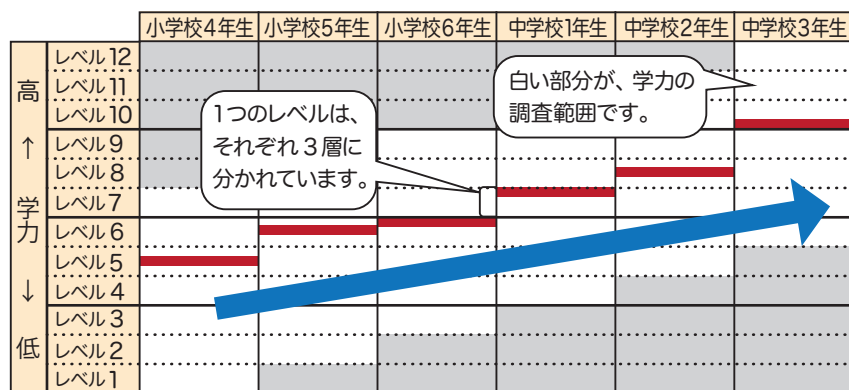 小学校4年生 小学校5年生 小学校6年生 中学校1年生 中学校2年生 中学校3年生
高
↑
学力
↓
低
レベル12
レベル11
レベル10
レベル9
レベル8
レベル7
レベル6
レベル5
レベル4
レベル3
レベル2
レベル1
1つのレベルは、
それぞれ3層に
分かれています。
白い部分が、学力の
調査範囲です。